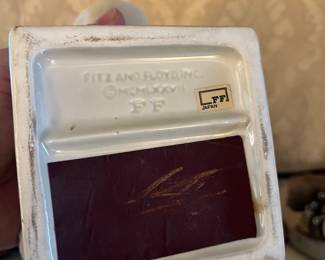 FITZ AND FLOYD, INC.
©MCMLXXVI
FF
FF
JAPAN